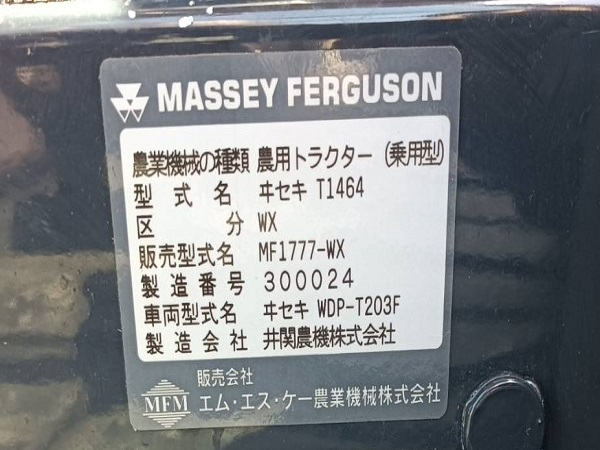 MASSEY FERGUSON
農業機械の種類 農用トラクター (乗用型)
型式名 ヰセキ T1464
区分 WX
販売型式名 MF1777-WX
製造番号 300024
車両型式名 ヰセキ WDP-T203F
製造会社 井関農機株式会社
販売会社
MFM エム・エス・ケー農業機械株式会社